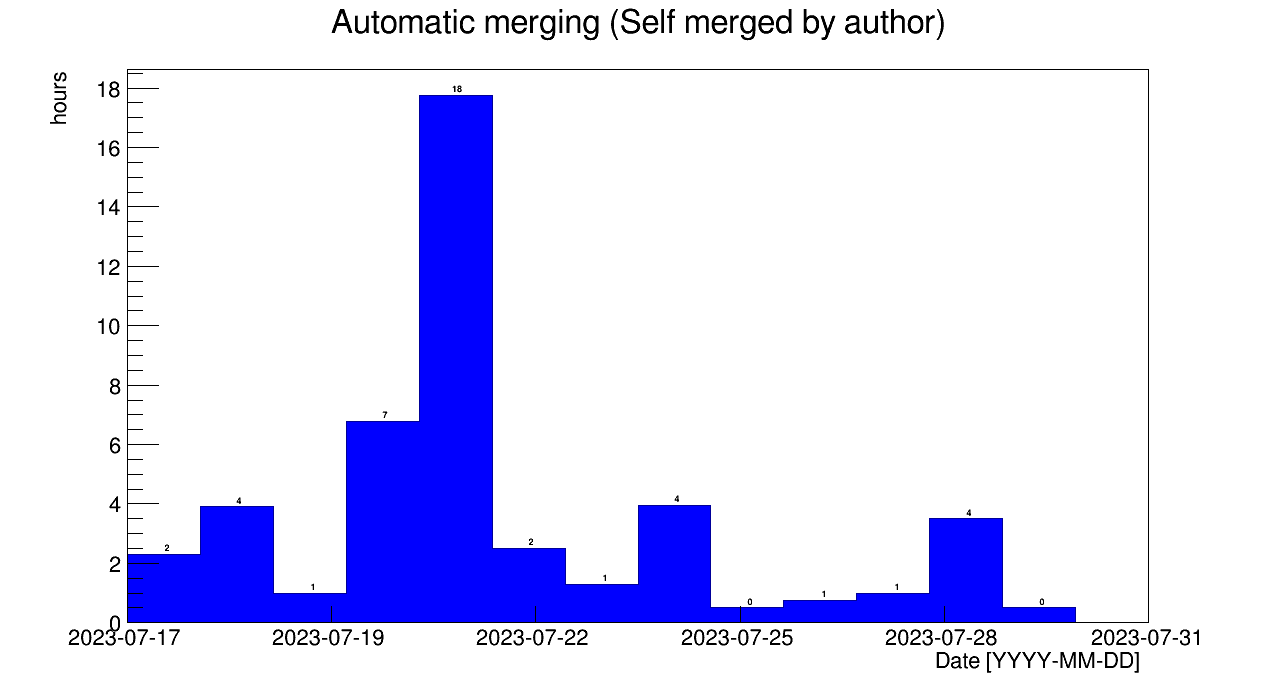 Automatic merging (Self merged by author)
hours
18
16
14
12
10
8
6
4
2
0
2 4 1 7 18 2 1 4 0 1 1 4 0
2023-07-17 2023-07-19 2023-07-22 2023-07-25 2023-07-28 2023-07-31
Date [YYYY-MM-DD]